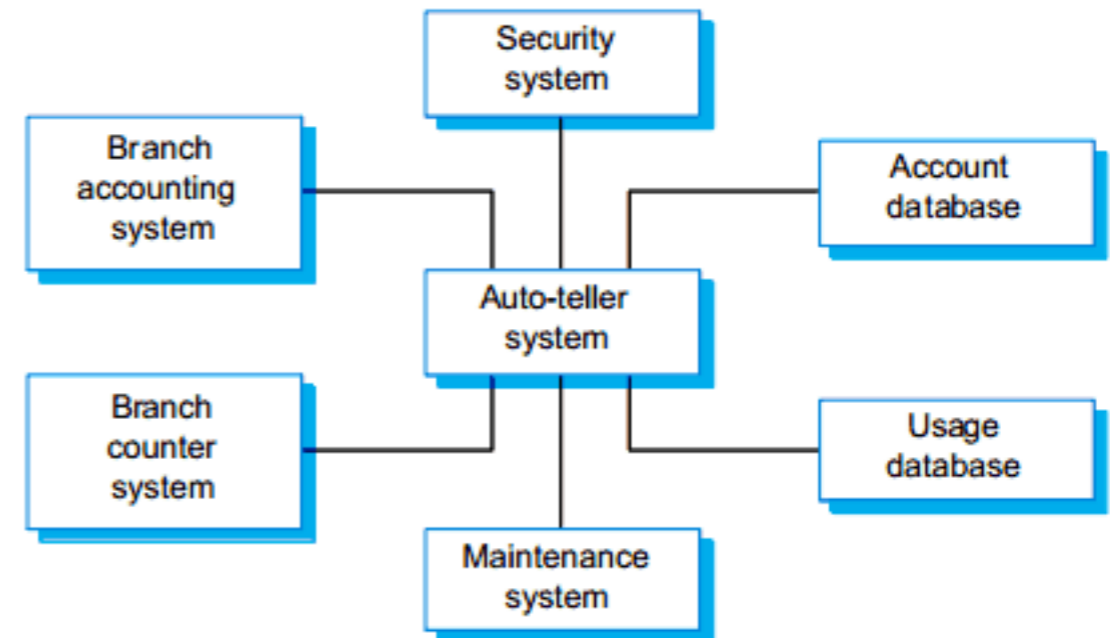 Security
system
Branch
accounting
system
Account
database
Auto-teller
system
Branch
counter
system
Usage
database
Maintenance
system